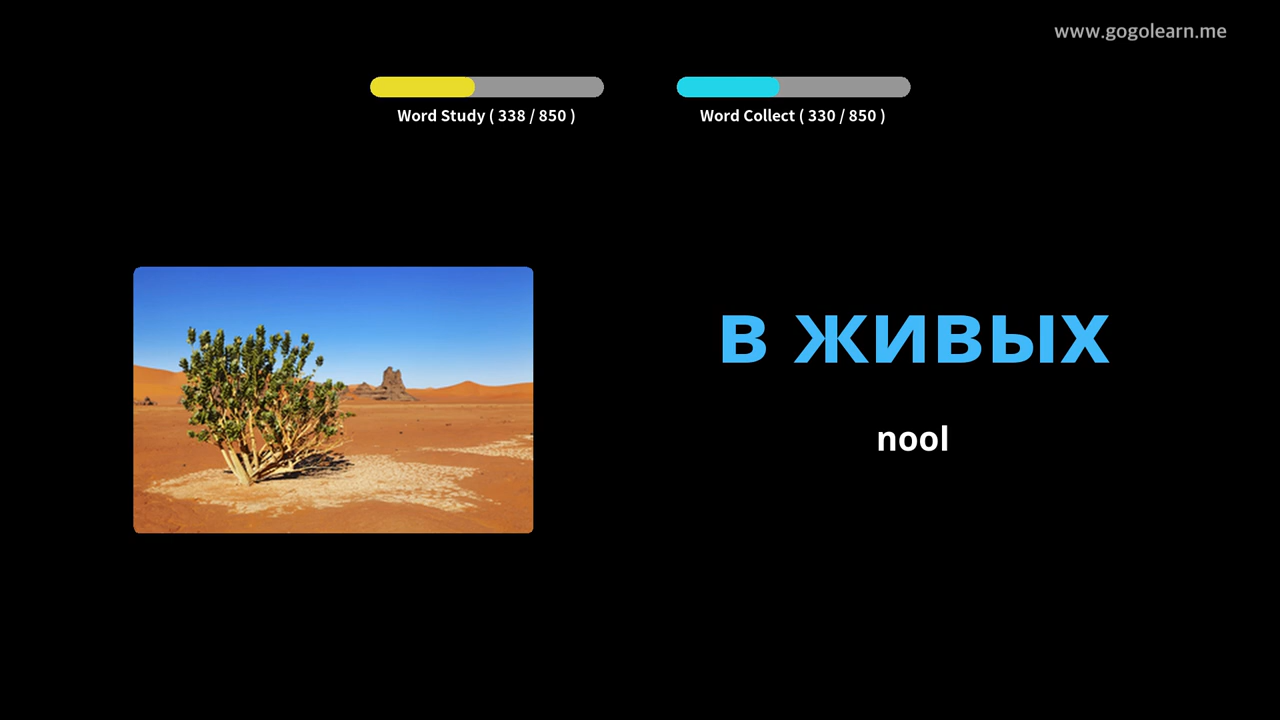 www.gogolearn.me
Word Study ( 338 / 850 )
Word Collect ( 330 / 850 )
в живых
nool